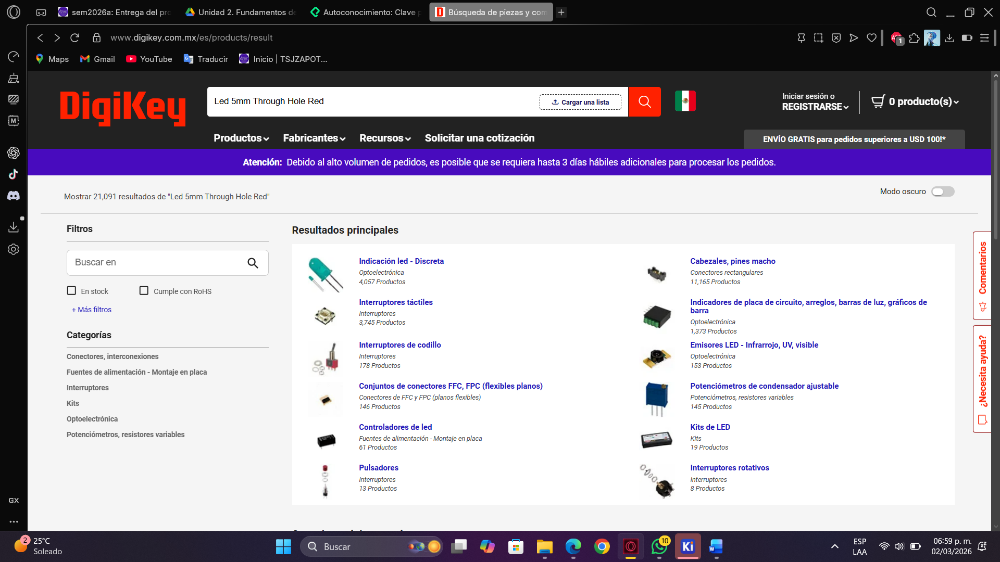 sem2026a: Entrega del pro
Unidad 2. Fundamentos de
Autoconocimiento: Clave p
Búsqueda de piezas y com
www.digikey.com.mx/es/products/result
1
Maps
Gmail
YouTube
Traducir
Inicio | TSJZAPOT...
DigiKey
Led 5mm Through Hole Red
Cargar una lista
Iniciar sesión o
REGISTRARSE
0 producto(s)
Productos
Fabricantes
Recursos
Solicitar una cotización
ENVÍO GRATIS para pedidos superiores a USD 100!*
Atención: Debido al alto volumen de pedidos, es posible que se requiera hasta 3 días hábiles adicionales para procesar los pedidos.
Mostrar 21,091 resultados de "Led 5mm Through Hole Red"
Modo oscuro
Filtros
Buscar en
En stock
Cumple con RoHS
+ Más filtros
Categorías
Conectores, interconexiones
Fuentes de alimentación - Montaje en placa
Interruptores
Kits
Optoelectrónica
Potenciómetros, resistores variables
Resultados principales
Indicación led - Discreta
Optoelectrónica
4,057 Productos
Cabezales, pines macho
Conectores rectangulares
11,165 Productos
Interruptores táctiles
Interruptores
3,745 Productos
Indicadores de placa de circuito, arreglos, barras de luz, gráficos de
barra
Optoelectrónica
1,373 Productos
Interruptores de codillo
Interruptores
178 Productos
Emisores LED - Infrarrojo, UV, visible
Optoelectrónica
153 Productos
Conjuntos de conectores FFC, FPC (flexibles planos)
Conectores de FFC y FPC (planos flexibles)
146 Productos
Potenciómetros de condensador ajustable
Potenciómetros, resistores variables
145 Productos
Controladores de led
Fuentes de alimentación - Montaje en placa
61 Productos
Kits de LED
Kits
19 Productos
Pulsadores
Interruptores
13 Productos
Interruptores rotativos
Interruptores
8 Productos
Comentarios
¿Necesita ayuda?
GX
2
25°C
Soleado
Buscar
10
Ki
ESP
LAA
06:59 p. m.
02/03/2026